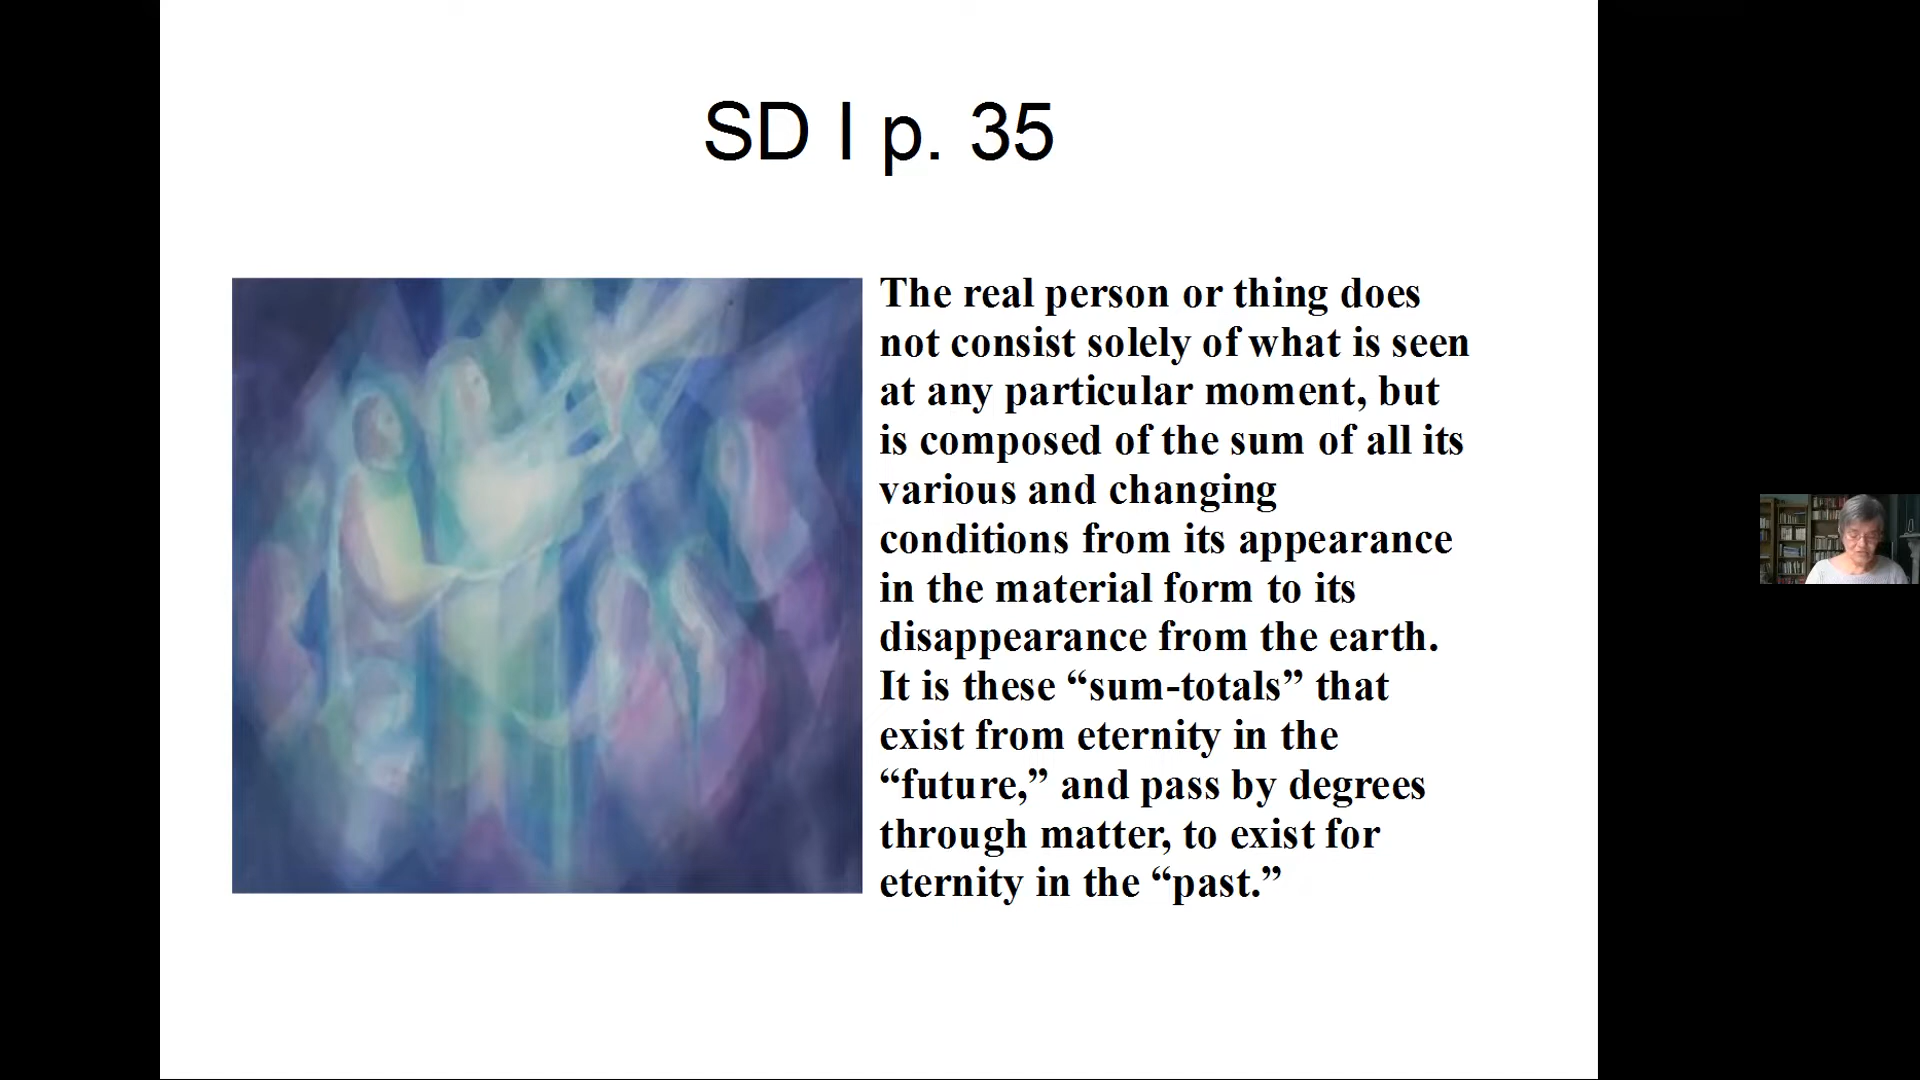 SD I p. 35
The real person or thing does
not consist solely of what is seen
at any particular moment, but
is composed of the sum of all its
various and changing
conditions from its appearance
in the material form to its
disappearance from the earth.
It is these “sum-totals” that
exist from eternity in the
“future,” and pass by degrees
through matter, to exist for
eternity in the “past.”